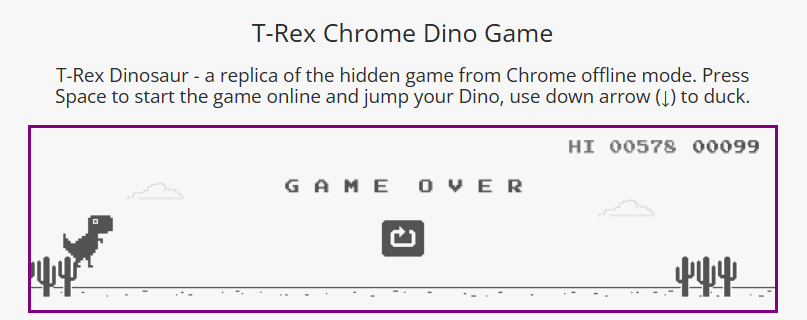 T-Rex Chrome Dino Game
T-Rex Dinosaur - a replica of the hidden game from Chrome offline mode. Press
Space to start the game online and jump your Dino, use down arrow (↓) to duck.
HI 00578 00099
GAME OVER